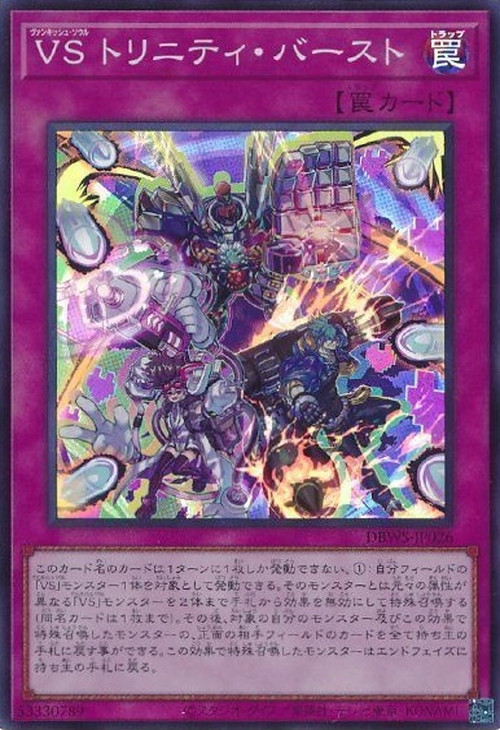 ヴァンキッシュ・ソウル
VS トリニティ・バースト
トラップ
罠
【罠カード】
DBWS-JP026
このカード名のカードは1ターンに1枚しか発動できない。①：自分フィールドの
「VS」モンスター1体を対象として発動できる。そのモンスターとは元々の属性が
異なる「VS」モンスターを2体まで手札から効果を無効にして特殊召喚する
（同名カードは1枚まで）。その後、対象の自分のモンスター及びこの効果で
特殊召喚したモンスターの、正面の相手フィールドのカードを全て持ち主の
手札に戻す事ができる。この効果で特殊召喚したモンスターはエンドフェイズに
持ち主の手札に戻る。
53330789
©スタジオ・ダイス／集英社・テレビ東京・KONAMI